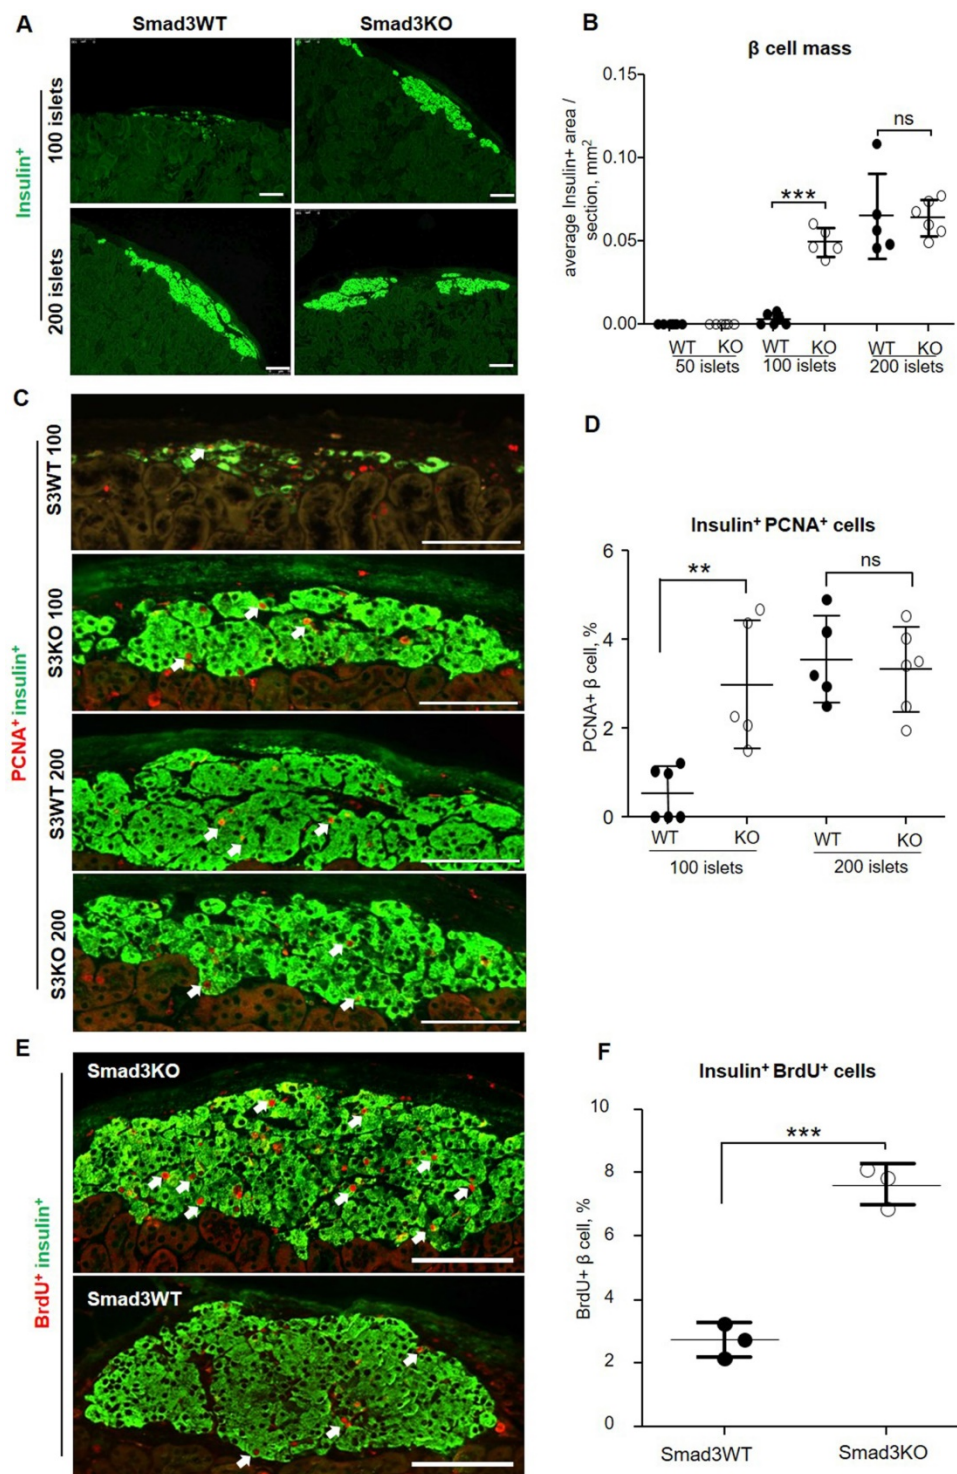 A
Smad3WT
Smad3KO
Insulin⁺
100 islets
200 islets
B
β cell mass
average Insulin+ area /
section, mm²
0.15
0.10
0.05
0.00
***
ns
WT KO WT KO WT KO
50 islets 100 islets 200 islets
C
PCNA⁺ insulin⁺
S3WT 100
S3KO 100
S3WT 200
S3KO 200
D
Insulin⁺ PCNA⁺ cells
PCNA+ β cell, %
6
4
2
0
**
ns
WT KO WT KO
100 islets 200 islets
E
BrdU⁺ insulin⁺
Smad3KO
Smad3WT
F
Insulin⁺ BrdU⁺ cells
BrdU+ β cell, %
10
8
6
4
2
0
***
Smad3WT Smad3KO